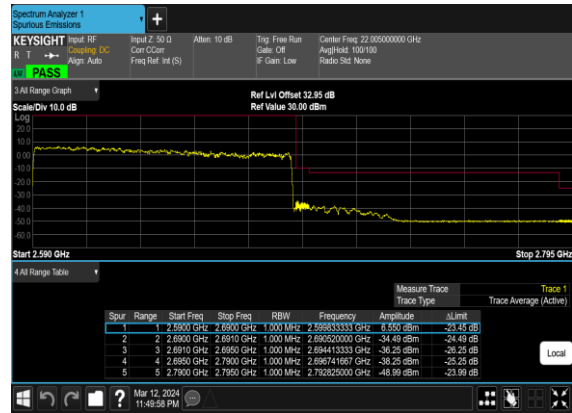 Spectrum Analyzer 1
Spurious Emissions
+
KEYSIGHT
R T
PASS
Input: RF
Coupling: DC
Align: Auto
Input Z: 50 Ω
Corr CCorr
Freq Ref: Int (S)
Atten: 10 dB
Trig: Free Run
Gate: Off
IF Gain: Low
Center Freq: 22.005000000 GHz
Avg|Hold: 100/100
Radio Std: None
3 All Range Graph
Scale/Div 10.0 dB
Ref Lvl Offset 32.95 dB
Ref Value 30.00 dBm
Log
20.0
10.0
0.00
-10.0
-20.0
-30.0
-40.0
-50.0
-60.0
Start 2.590 GHz
Stop 2.795 GHz
4 All Range Table
Measure Trace Trace 1
Trace Type Trace Average (Active)
Spur Range Start Freq Stop Freq RBW Frequency Amplitude ΔLimit
1 1 2.5900 GHz 2.6900 GHz 1.000 MHz 2.599833333 GHz 6.550 dBm -23.45 dB
2 2 2.6900 GHz 2.6910 GHz 1.000 MHz 2.690520000 GHz -34.49 dBm -24.49 dB
3 3 2.6910 GHz 2.6950 GHz 1.000 MHz 2.694413333 GHz -36.25 dBm -26.25 dB
4 4 2.6950 GHz 2.7900 GHz 1.000 MHz 2.696741667 GHz -38.25 dBm -25.25 dB
5 5 2.7900 GHz 2.7950 GHz 1.000 MHz 2.792825000 GHz -48.99 dBm -23.99 dB
Local
?
Mar 12, 2024
11:49:58 PM